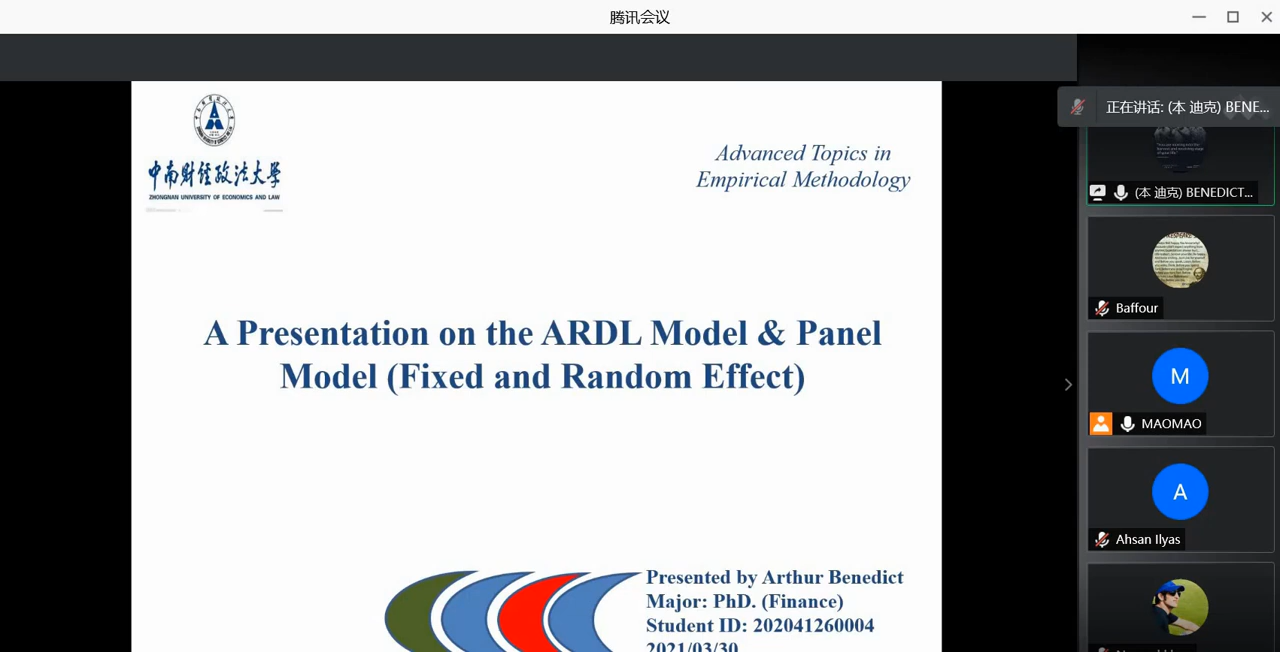 腾讯会议
中南财经政法大学
ZHONGNAN UNIVERSITY OF ECONOMICS AND LAW
Advanced Topics in
Empirical Methodology
A Presentation on the ARDL Model & Panel
Model (Fixed and Random Effect)
Presented by Arthur Benedict
Major: PhD. (Finance)
Student ID: 202041260004
2021/03/30
正在讲话: (本 迪克) BENE...
(本 迪克) BENEDICT...
Baffour
M
MAOMAO
A
Ahsan Ilyas